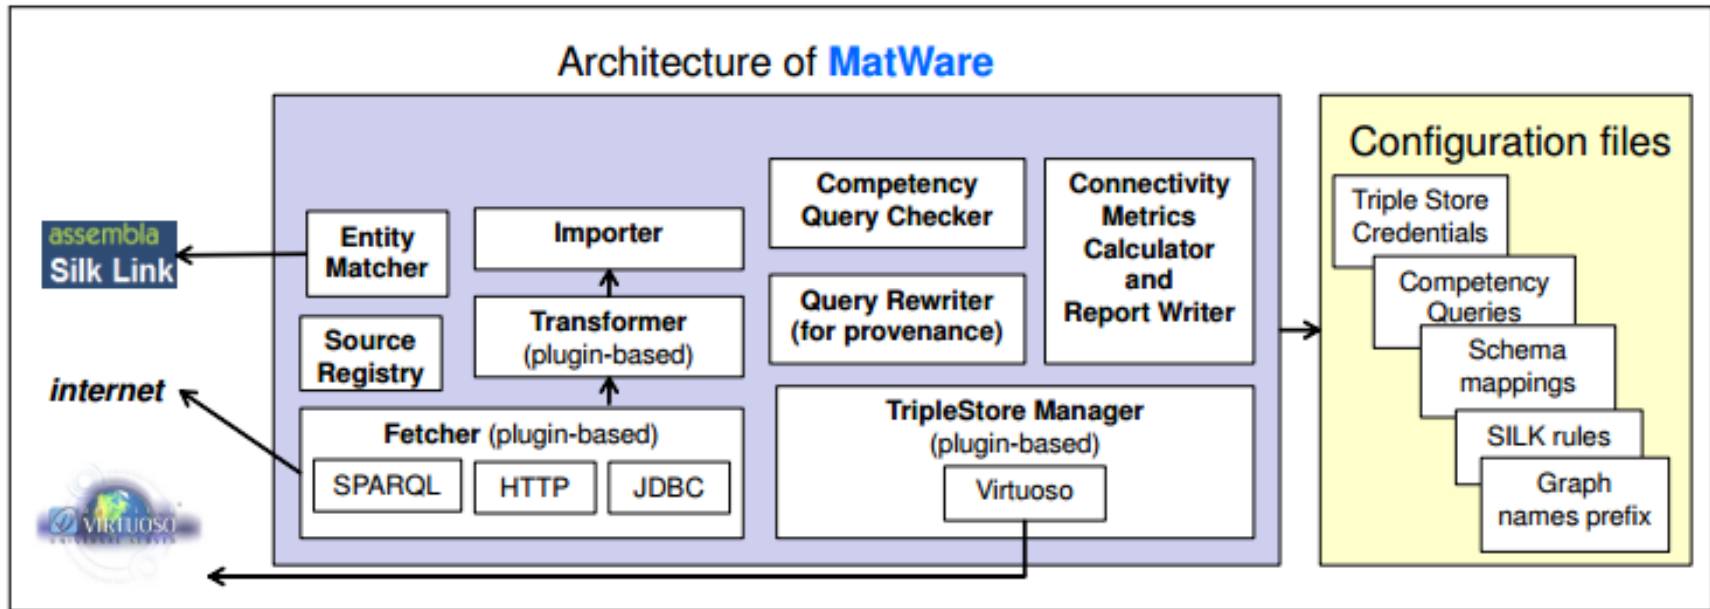 Architecture of MatWare
assembla
Silk Link
internet
VIRTUOSO
UNIVERSAL SERVER
Entity
Matcher
Source
Registry
Importer
Transformer
(plugin-based)
Fetcher (plugin-based)
SPARQL
HTTP
JDBC
Competency
Query Checker
Query Rewriter
(for provenance)
Connectivity
Metrics
Calculator
and
Report Writer
TripleStore Manager
(plugin-based)
Virtuoso
Configuration files
Triple Store
Credentials
Competency
Queries
Schema
mappings
SILK rules
Graph
names prefix